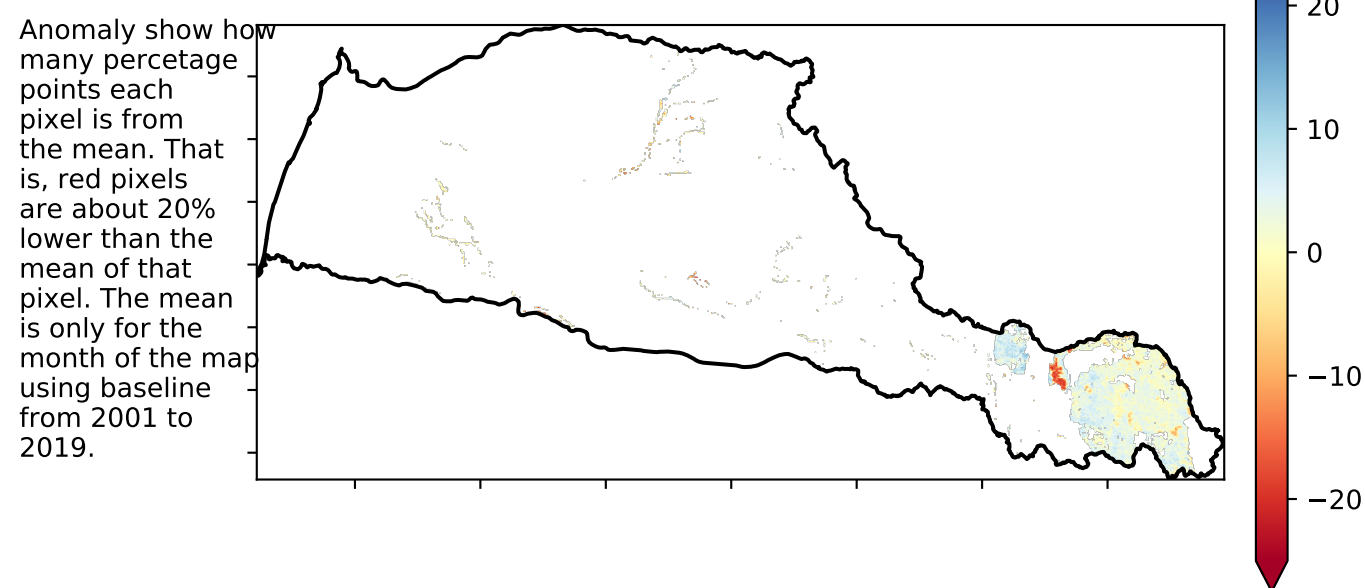 Anomaly show how
many percetage
points each
pixel is from
the mean. That
is, red pixels
are about 20%
lower than the
mean of that
pixel. The mean
is only for the
month of the map
using baseline
from 2001 to
2019.
20
10
0
−10
−20